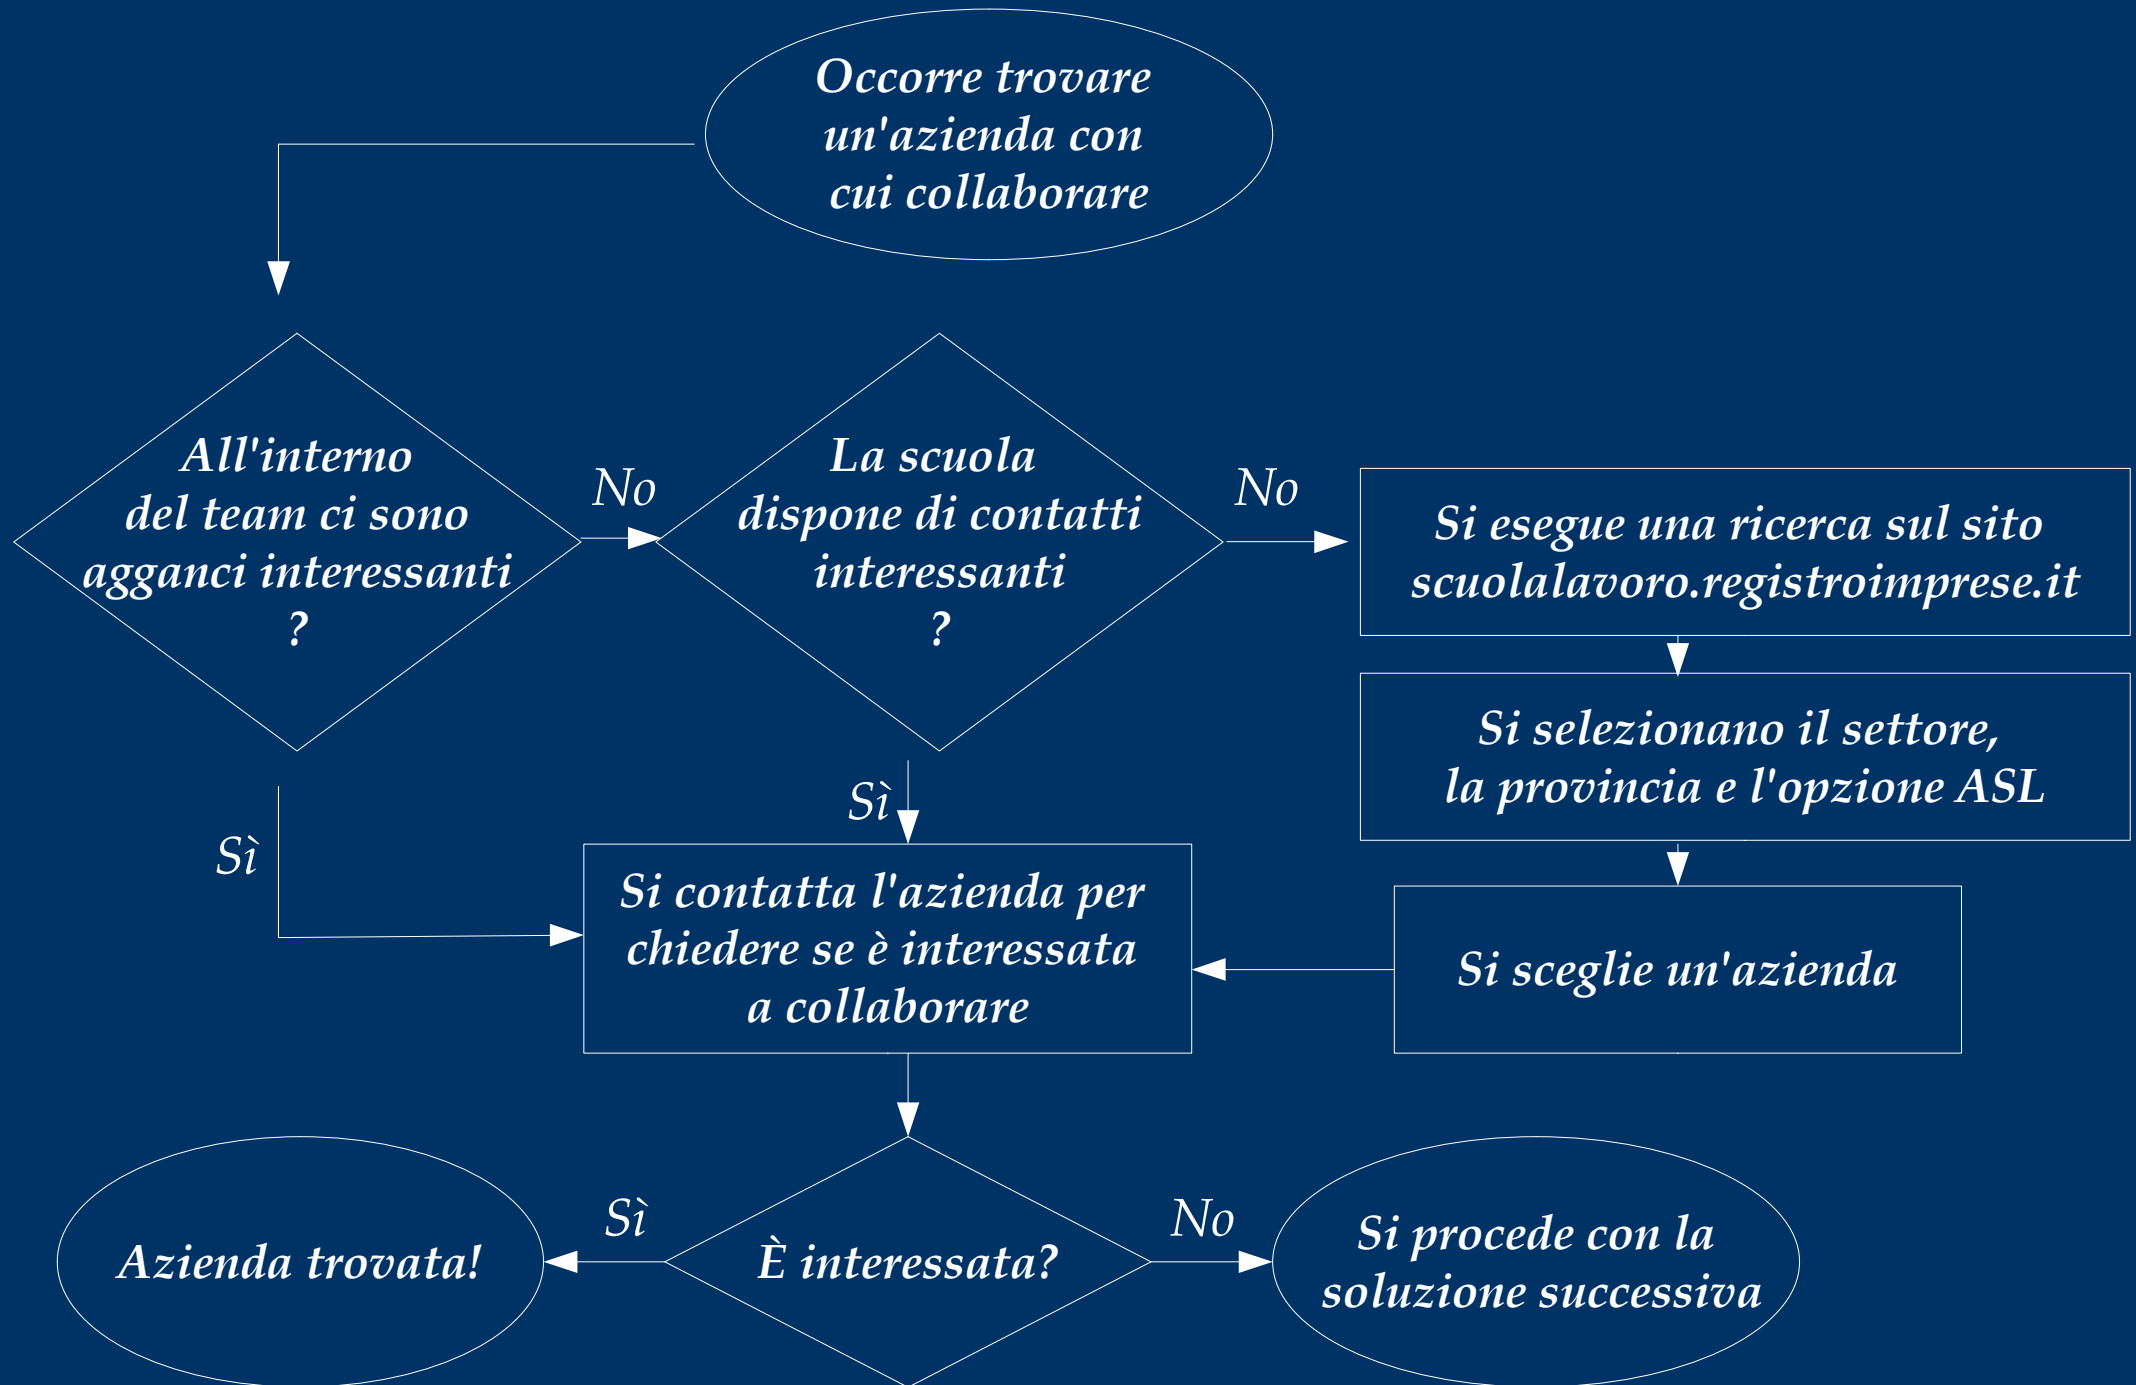 Occorre trovare
un'azienda con
cui collaborare
All'interno
del team ci sono
agganci interessanti
?
No
La scuola
dispone di contatti
interessanti
?
No
Si esegue una ricerca sul sito
scuolalavoro.registroimprese.it
Si selezionano il settore,
la provincia e l'opzione ASL
Sì
Sì
Si contatta l'azienda per
chiedere se è interessata
a collaborare
Si sceglie un'azienda
Azienda trovata!
Sì
È interessata?
No
Si procede con la
soluzione successiva